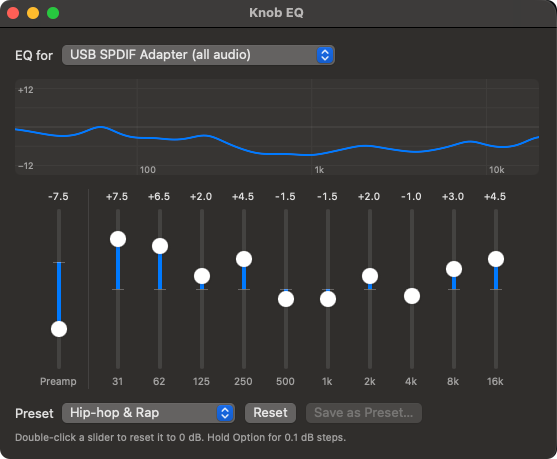 Knob EQ
EQ for USB SPDIF Adapter (all audio)
+12
−12
100 1k 10k
-7.5 +7.5 +6.5 +2.0 +4.5 -1.5 -1.5 +2.0 -1.0 +3.0 +4.5
Preamp 31 62 125 250 500 1k 2k 4k 8k 16k
Preset Hip-hop & Rap Reset Save as Preset...
Double-click a slider to reset it to 0 dB. Hold Option for 0.1 dB steps.